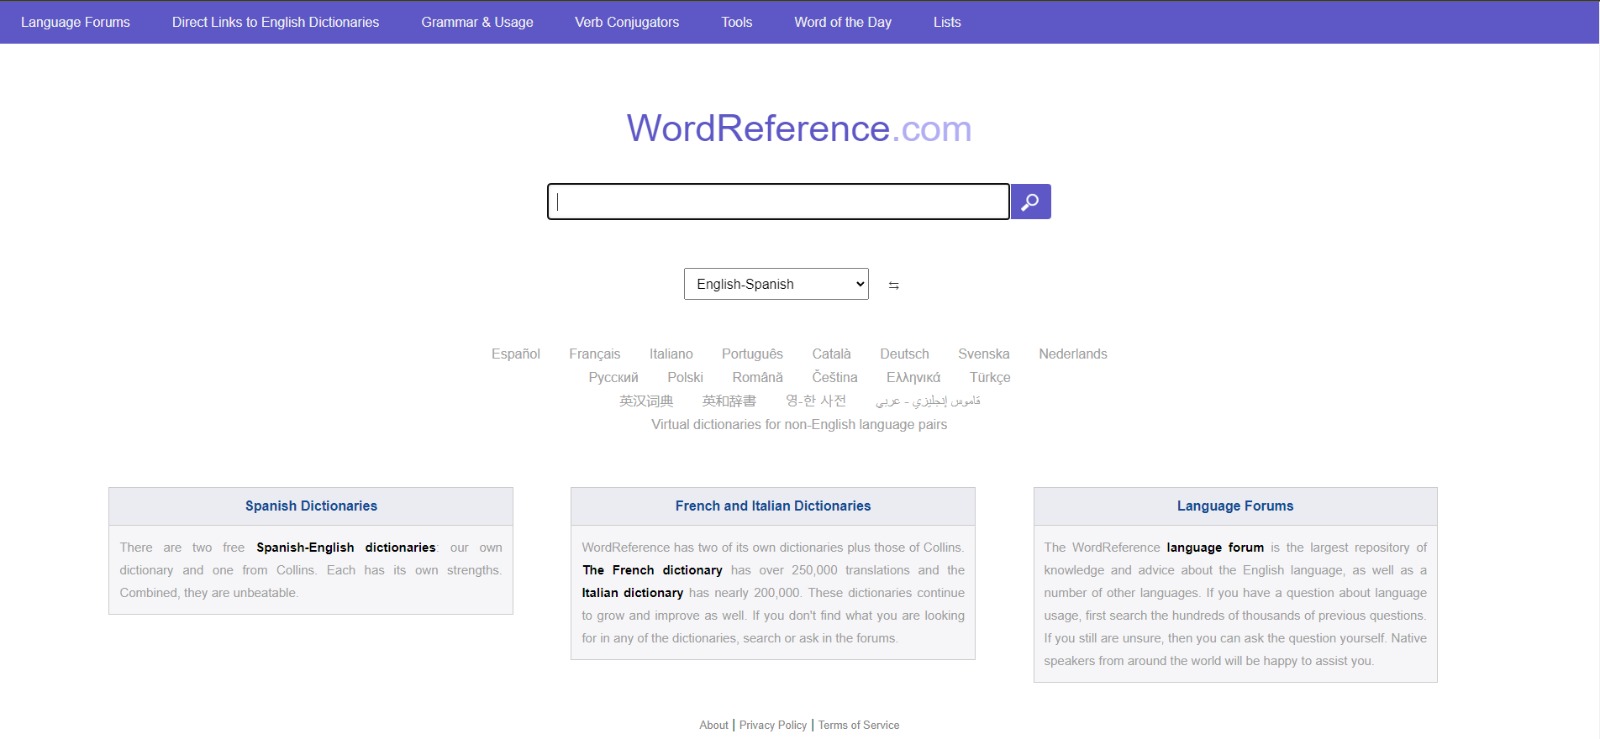 Language Forums Direct Links to English Dictionaries Grammar & Usage Verb Conjugators Tools Word of the Day Lists
WordReference.com
English-Spanish ⇆
Español Français Italiano Português Català Deutsch Svenska Nederlands
Русский Polski Română Čeština Ελληνικά Türkçe
英汉词典 英和辞書 영-한 사전 قاموس إنجليزي - عربي
Virtual dictionaries for non-English language pairs
Spanish Dictionaries
There are two free Spanish-English dictionaries: our own
dictionary and one from Collins. Each has its own strengths.
Combined, they are unbeatable.
French and Italian Dictionaries
WordReference has two of its own dictionaries plus those of Collins.
The French dictionary has over 250,000 translations and the
Italian dictionary has nearly 200,000. These dictionaries continue
to grow and improve as well. If you don't find what you are looking
for in any of the dictionaries, search or ask in the forums.
Language Forums
The WordReference language forum is the largest repository of
knowledge and advice about the English language, as well as a
number of other languages. If you have a question about language
usage, first search the hundreds of thousands of previous questions.
If you still are unsure, then you can ask the question yourself. Native
speakers from around the world will be happy to assist you.
About | Privacy Policy | Terms of Service